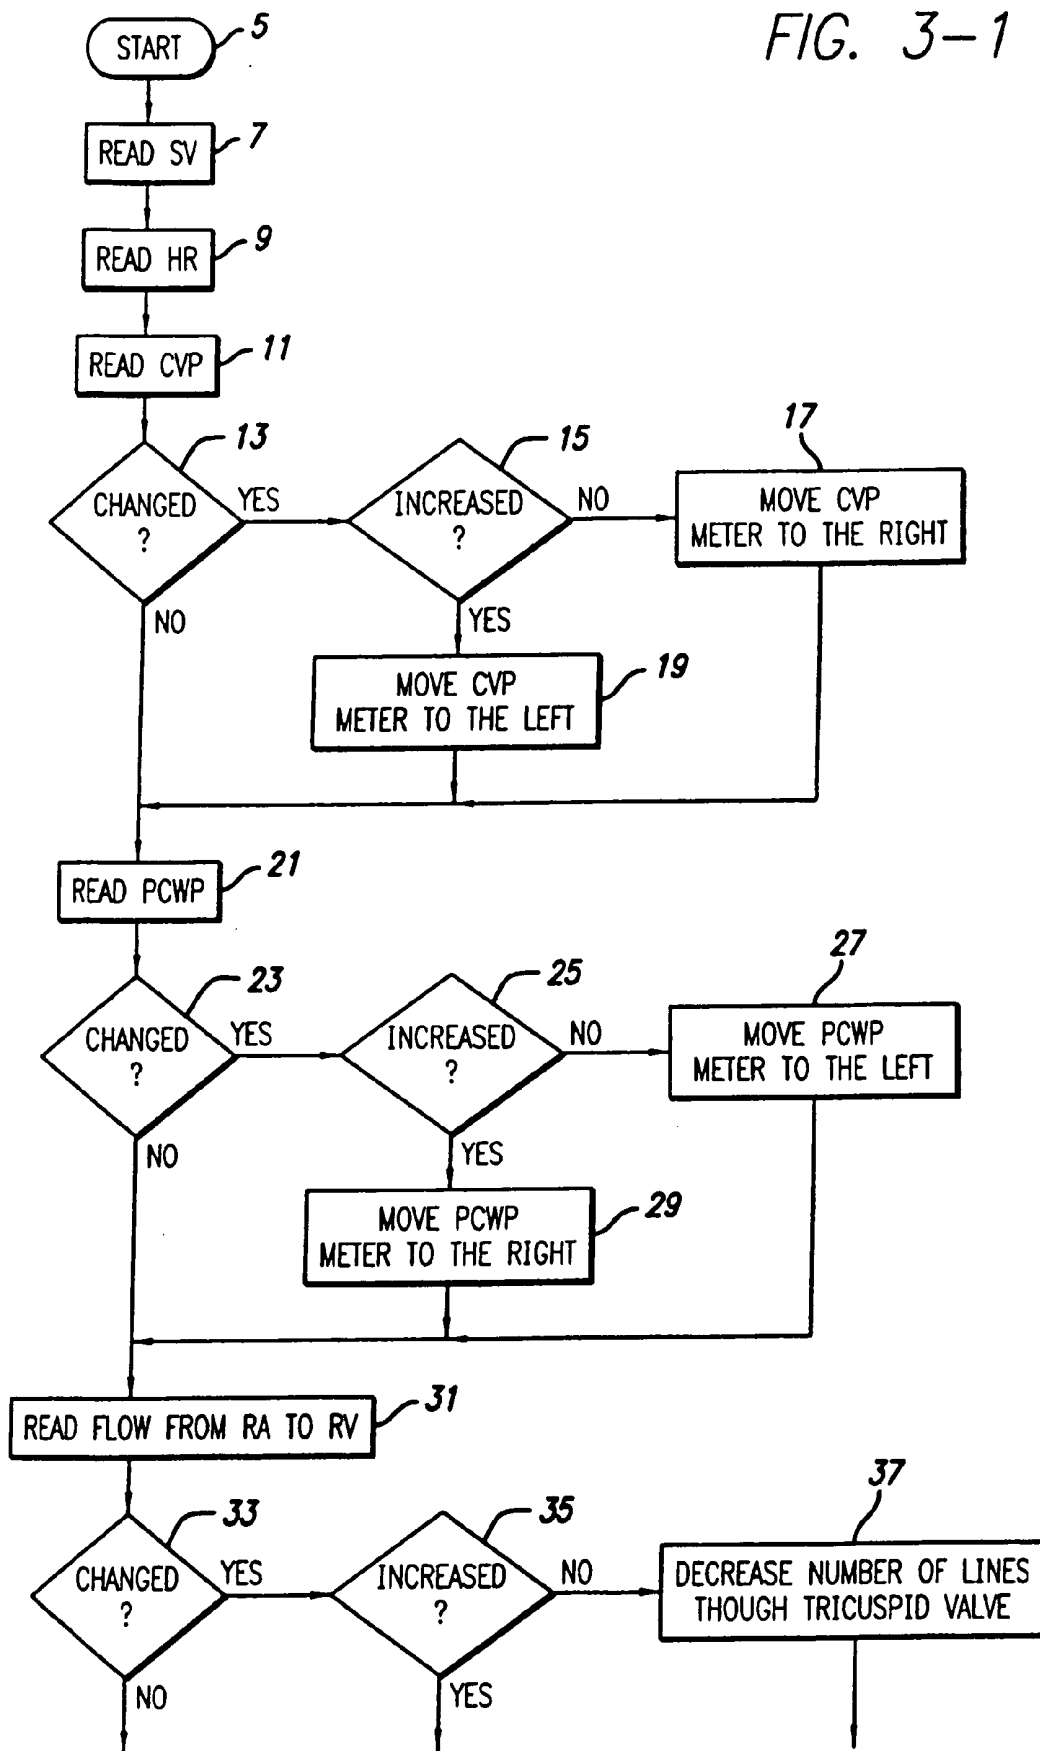 FIG. 3-1
START
5
READ SV
7
READ HR
9
READ CVP
11
CHANGED
?
13
YES
NO
INCREASED
?
15
NO
YES
MOVE CVP
METER TO THE RIGHT
17
MOVE CVP
METER TO THE LEFT
19
READ PCWP
21
CHANGED
?
23
YES
NO
INCREASED
?
25
NO
YES
MOVE PCWP
METER TO THE LEFT
27
MOVE PCWP
METER TO THE RIGHT
29
READ FLOW FROM RA TO RV
31
CHANGED
?
33
YES
NO
INCREASED
?
35
NO
YES
DECREASE NUMBER OF LINES
THOUGH TRICUSPID VALVE
37